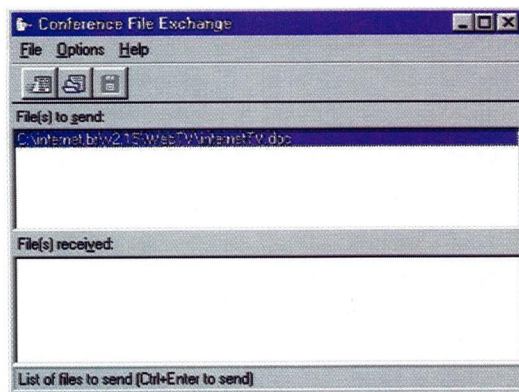 Conference File Exchange
File Options Help
File(s) to send:
C:\internet.br\v2.15\WebTV\internetTV.doc
File(s) received:
List of files to send (Ctrl+Enter to send)